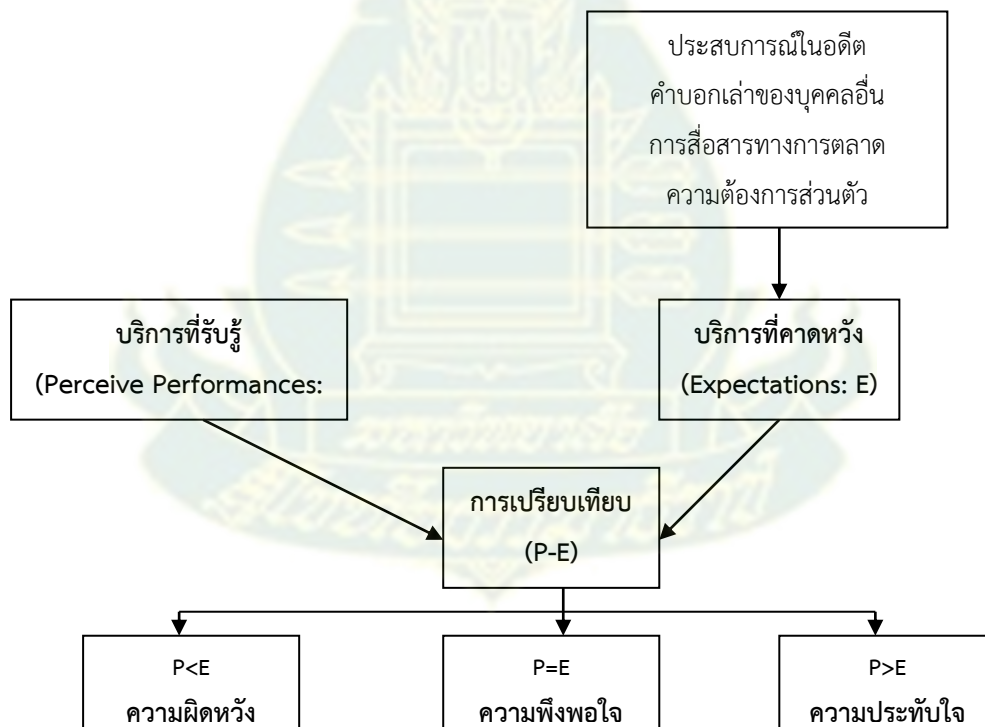 ประสบการณ์ในอดีต
คำบอกเล่าของบุคคลอื่น
การสื่อสารทางการตลาด
ความต้องการส่วนตัว
บริการที่รับรู้
(Perceive Performances:
บริการที่คาดหวัง
(Expectations: E)
การเปรียบเทียบ
(P-E)
P<E
ความผิดหวัง
P=E
ความพึงพอใจ
P>E
ความประทับใจ